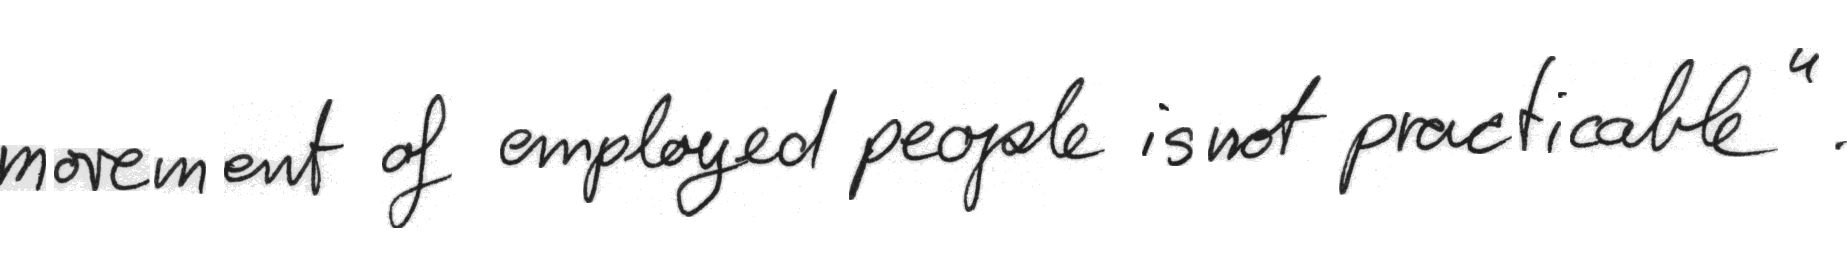 movement of employed people is not practicable" .